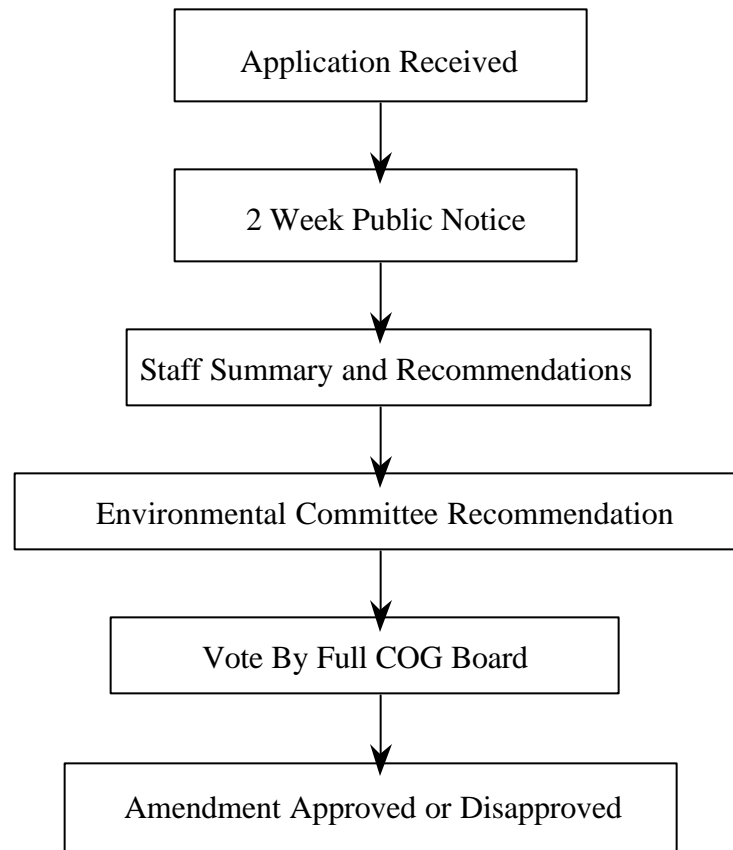 Application Received
2 Week Public Notice
Staff Summary and Recommendations
Environmental Committee Recommendation
Vote By Full COG Board
Amendment Approved or Disapproved